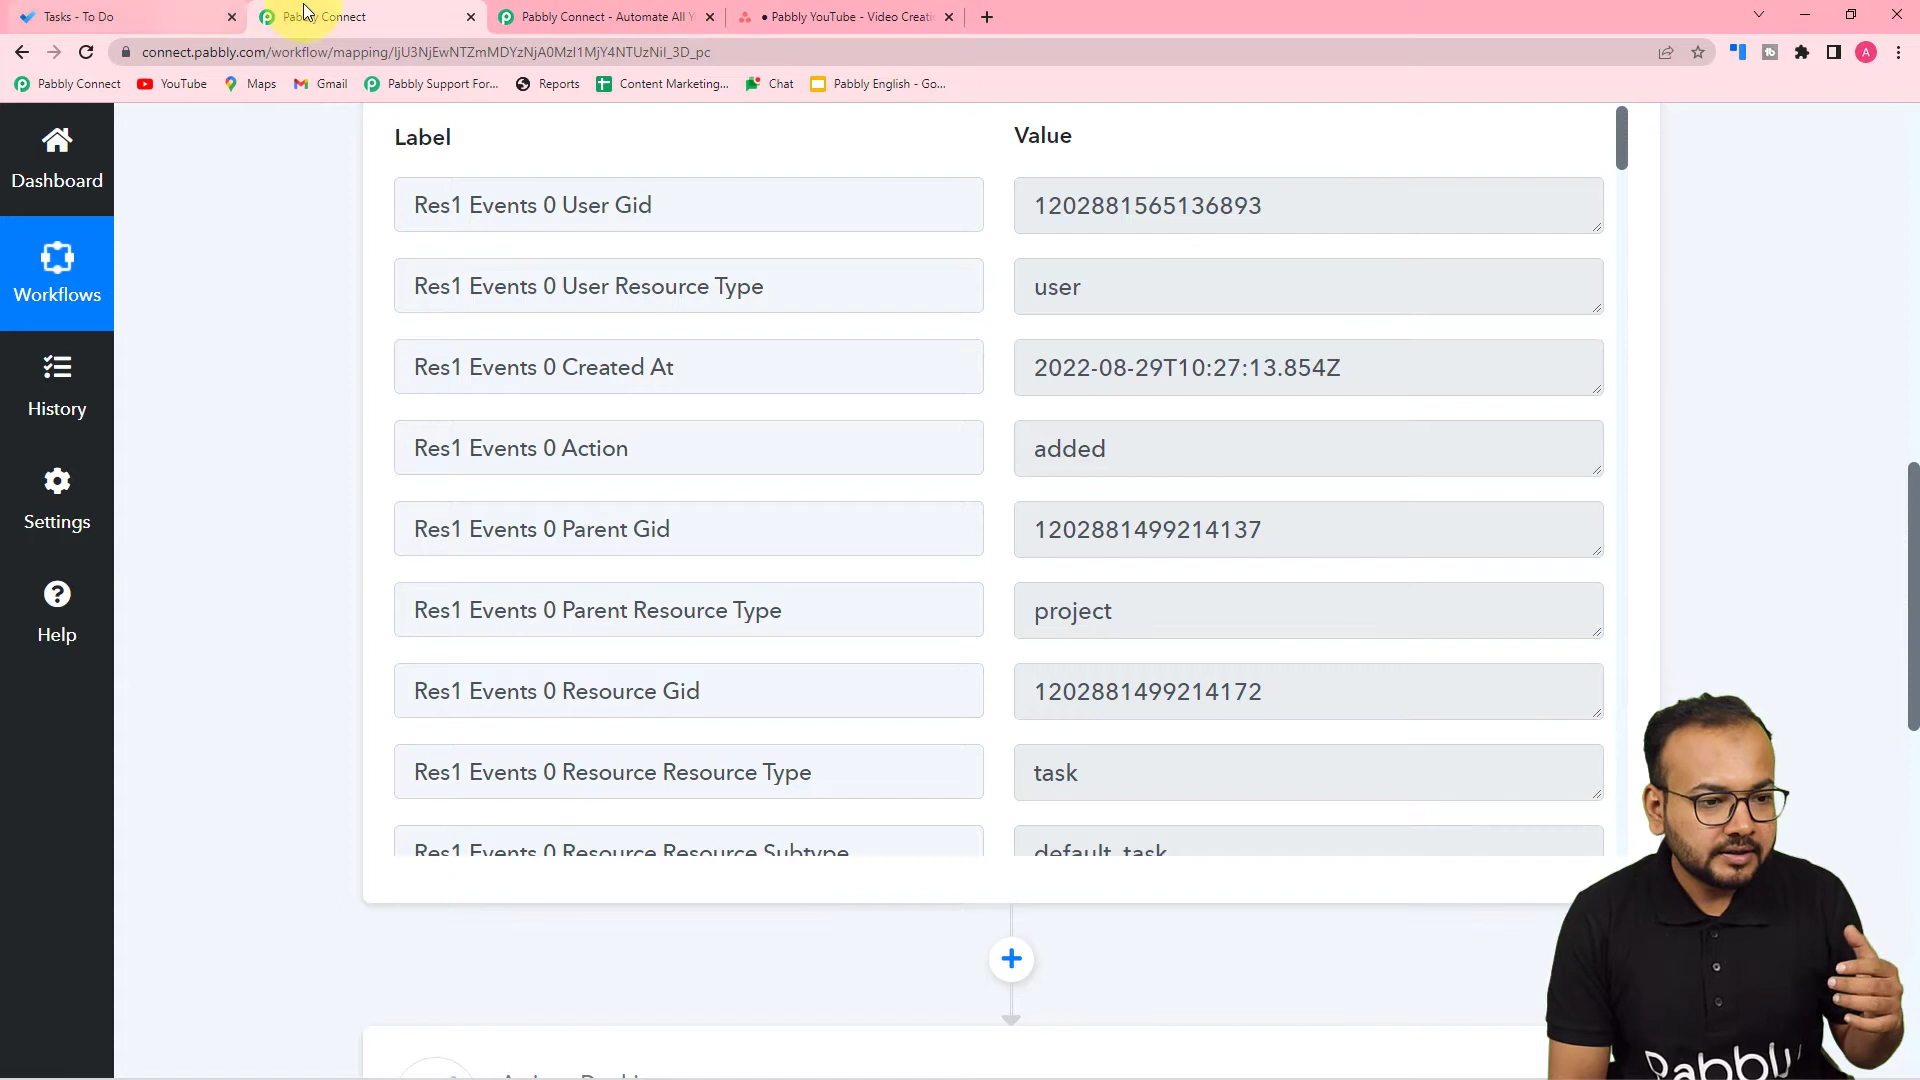 Tasks - To Do
Pabbly Connect
Pabbly Connect - Automate All Y
• Pabbly YouTube - Video Creati
connect.pabbly.com/workflow/mapping/
A
Pabbly Connect
YouTube
Maps
Gmail
Pabbly Support For...
Reports
Content Marketing...
Chat
Pabbly English - Go...
Dashboard
Workflows
History
Settings
Help
Label Value
Res1 Events 0 User Gid 1202881565136893
Res1 Events 0 User Resource Type user
Res1 Events 0 Created At 2022-08-29T10:27:13.854Z
Res1 Events 0 Action added
Res1 Events 0 Parent Gid 1202881499214137
Res1 Events 0 Parent Resource Type project
Res1 Events 0 Resource Gid 1202881499214172
Res1 Events 0 Resource Resource Type task
Res1 Events 0 Resource Resource Subtype default_task
Pabbly